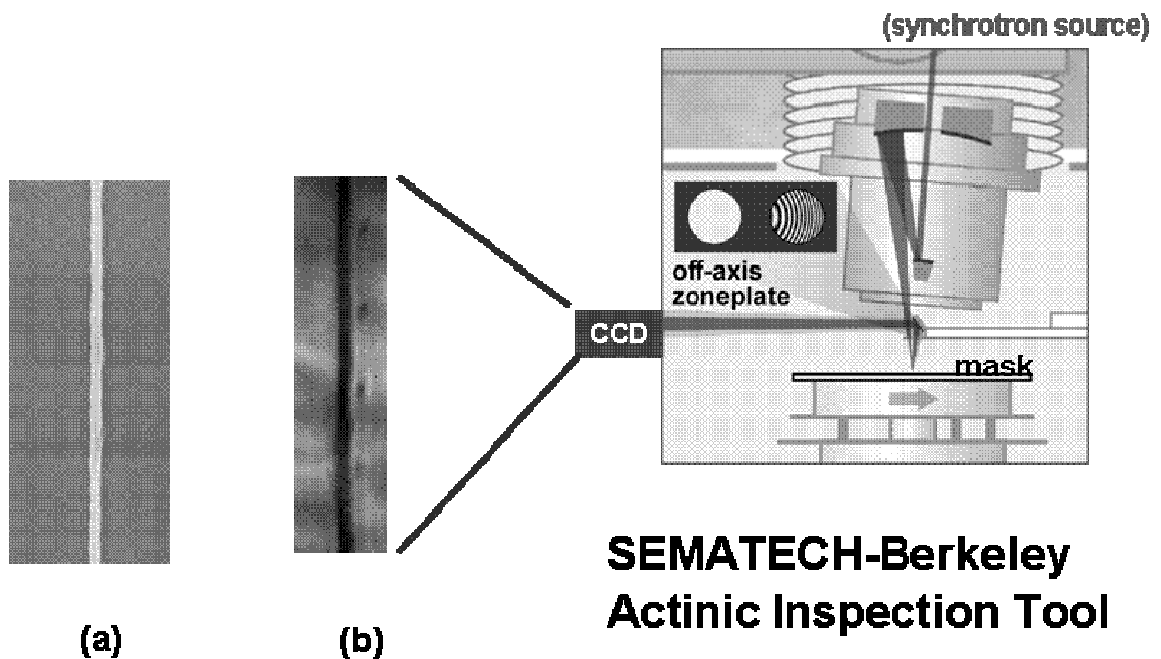 (synchrotron source)
off-axis
zoneplate
CCD
mask
SEMATECH-Berkeley
Actinic Inspection Tool
(a)
(b)